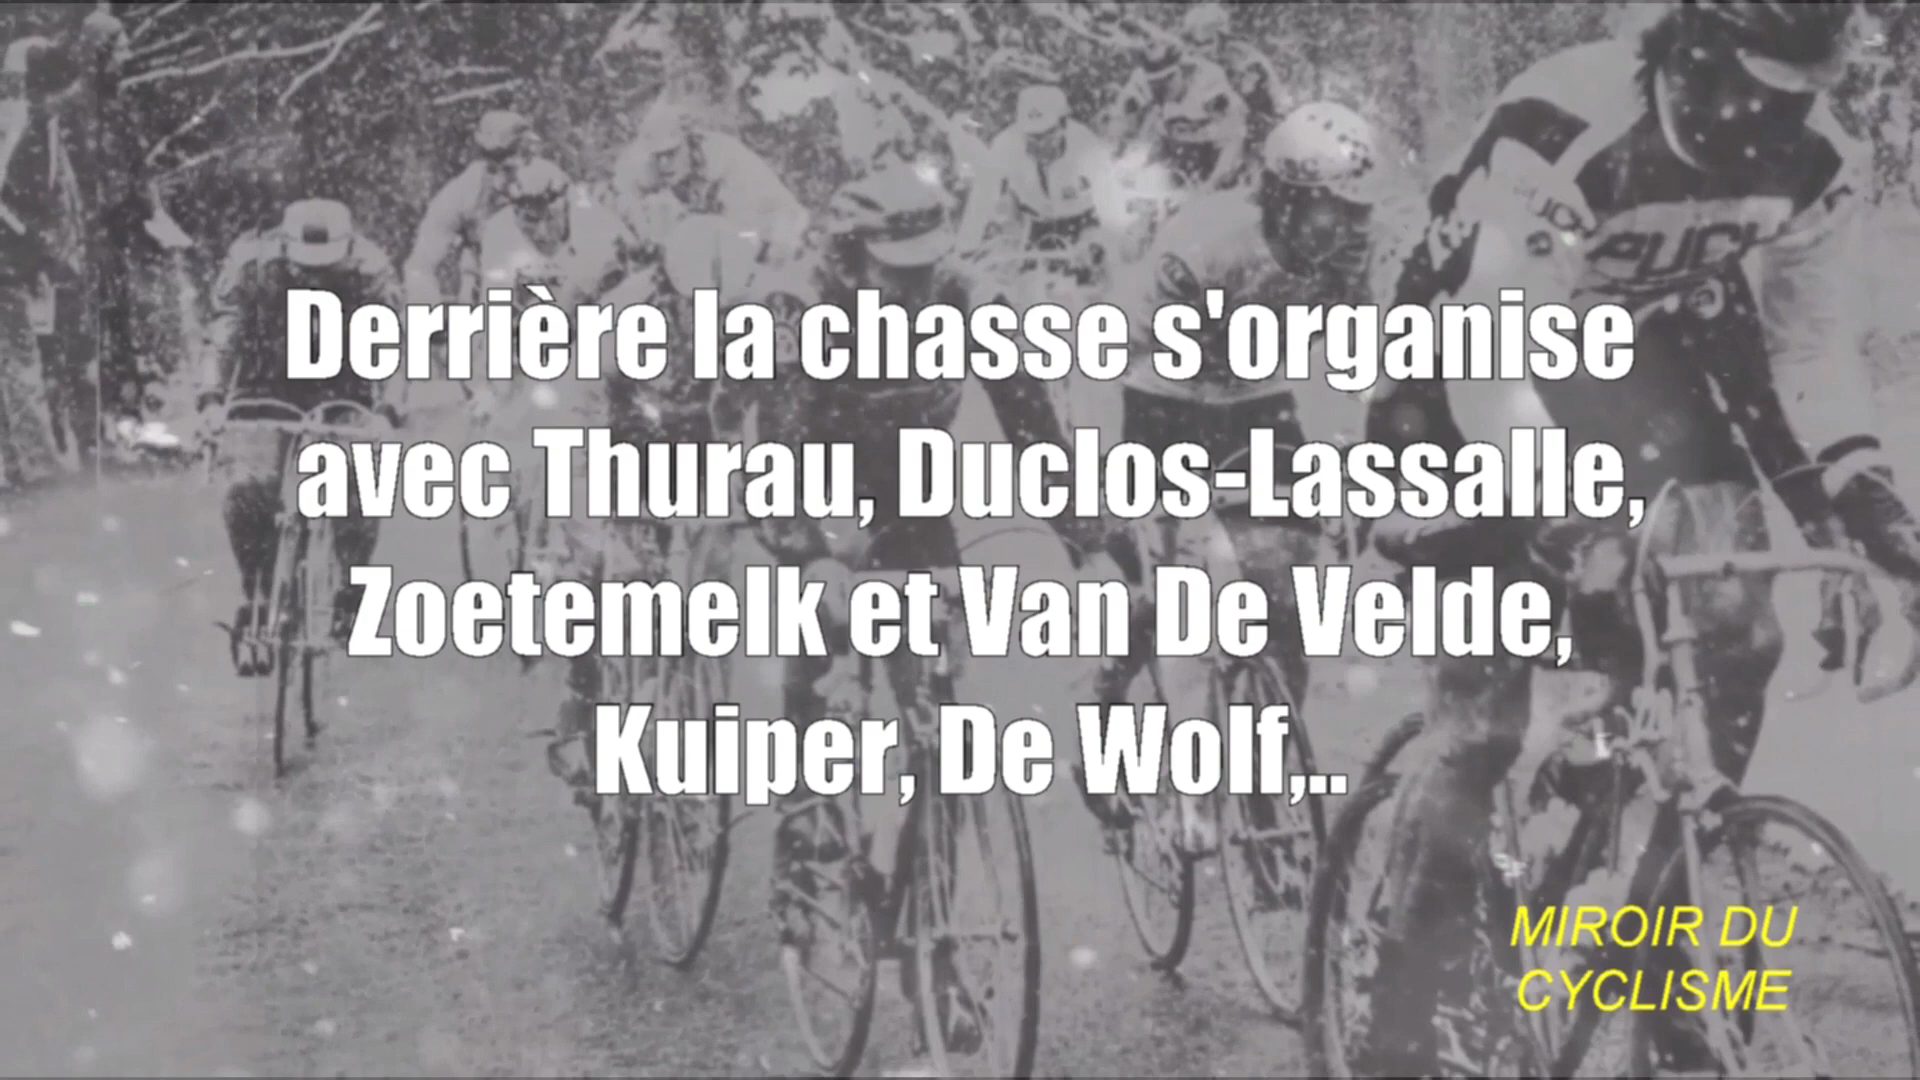 Derrière la chasse s'organise
avec Thurau, Duclos-Lassalle,
Zoetemelk et Van De Velde,
Kuiper, De Wolf,..
PUCH
MIROIR DU
CYCLISME